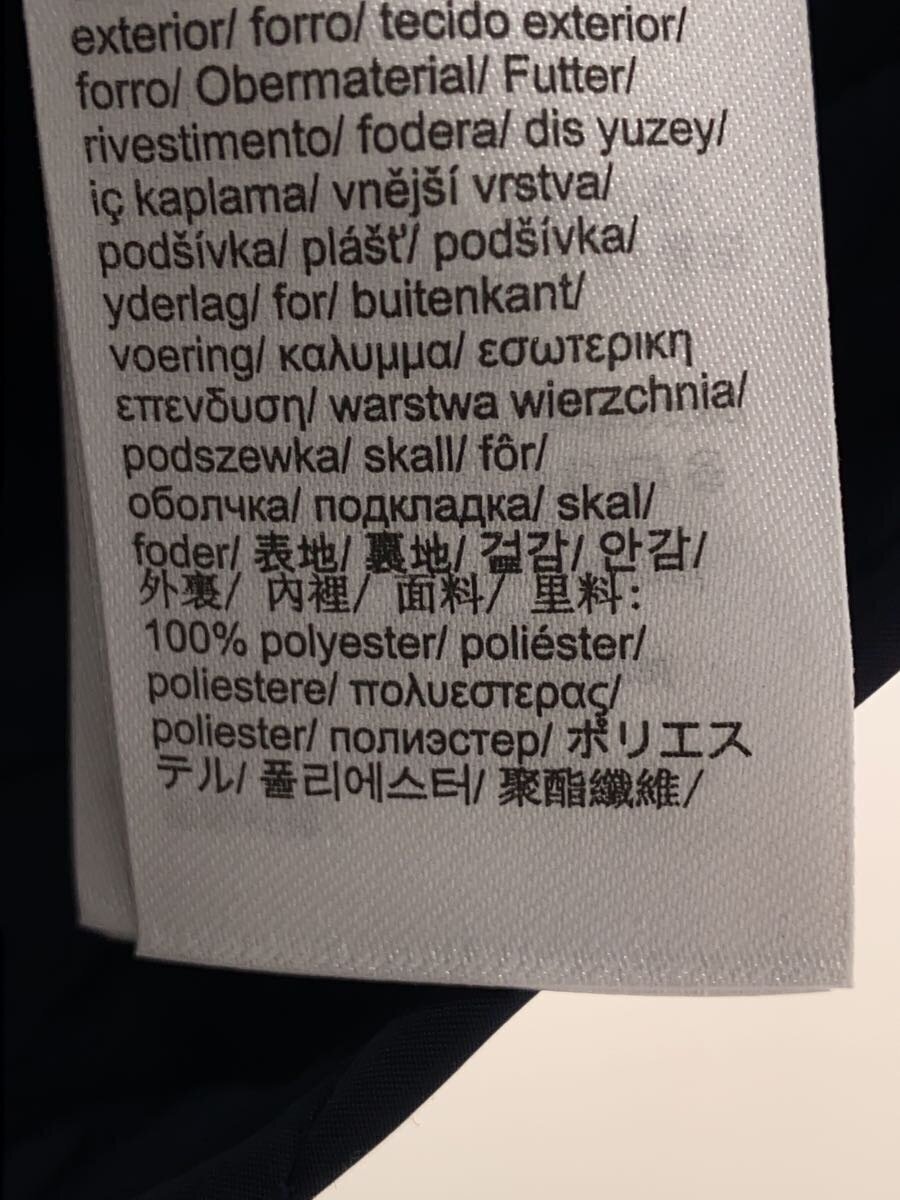 exterior/ forro/ tecido exterior/
forro/ Obermaterial/ Futter/
rivestimento/ fodera/ dis yuzey/
iç kaplama/ vnější vrstva/
podšívka/ plášť/ podšívka/
yderlag/ for/ buitenkant/
voering/ καλυμμα/ εσωτερικη
επενδυση/ warstwa wierzchnia/
podszewka/ skall/ fôr/
оболчка/ подкладка/ skal/
foder/ 表地/ 裏地/ 겉감/ 안감/
外裏/ 內裡/ 面料/ 里料:
100% polyester/ poliéster/
poliestere/ πολυεστερας/
poliester/ полиэстер/ ポリエス
テル/ 폴리에스터/ 聚酯纖維/